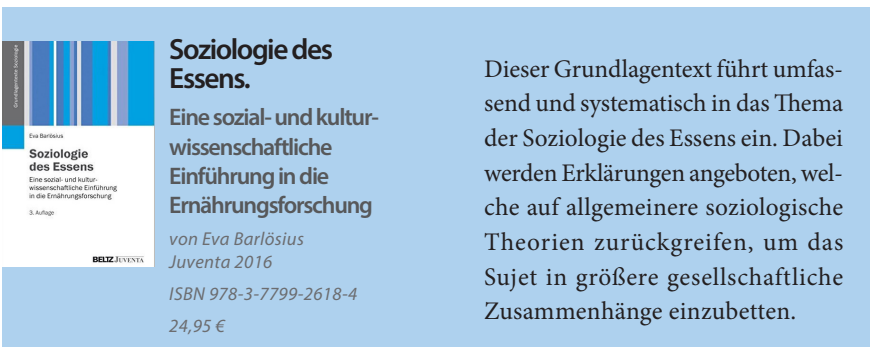 Grundlagentexte Soziologie
Eva Barlösius
Soziologie
des Essens
Eine sozial- und kultur-
wissenschaftliche Einführung
in die Ernährungsforschung
3. Auflage
BELTZ JUVENTA
Soziologie des
Essens.
Eine sozial- und kultur-
wissenschaftliche
Einführung in die
Ernährungsforschung
von Eva Barlösius
Juventa 2016
ISBN 978-3-7799-2618-4
24,95 €
Dieser Grundlagentext führt umfas-
send und systematisch in das Thema
der Soziologie des Essens ein. Dabei
werden Erklärungen angeboten, wel-
che auf allgemeinere soziologische
Theorien zurückgreifen, um das
Sujet in größere gesellschaftliche
Zusammenhänge einzubetten.